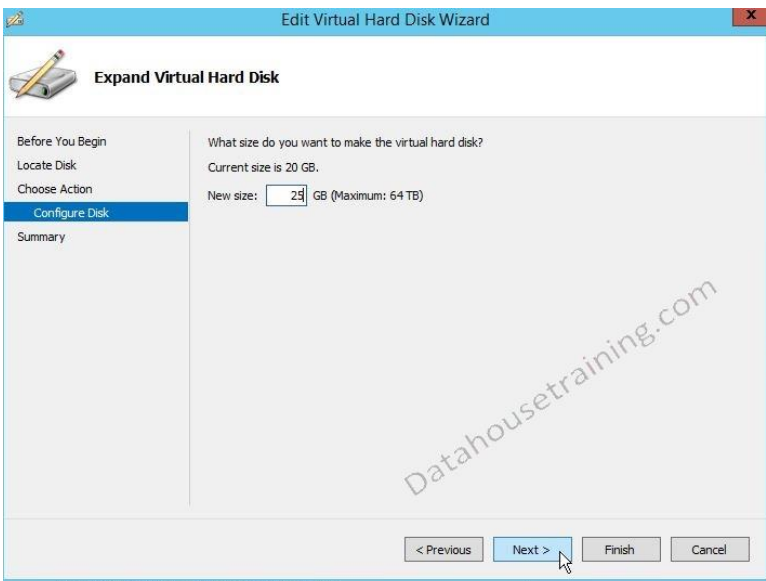 Edit Virtual Hard Disk Wizard
x
Expand Virtual Hard Disk
Before You Begin
Locate Disk
Choose Action
Configure Disk
Summary
What size do you want to make the virtual hard disk?
Current size is 20 GB.
New size: 25 GB (Maximum: 64 TB)
Datahousetraining.com
< Previous Next > Finish Cancel